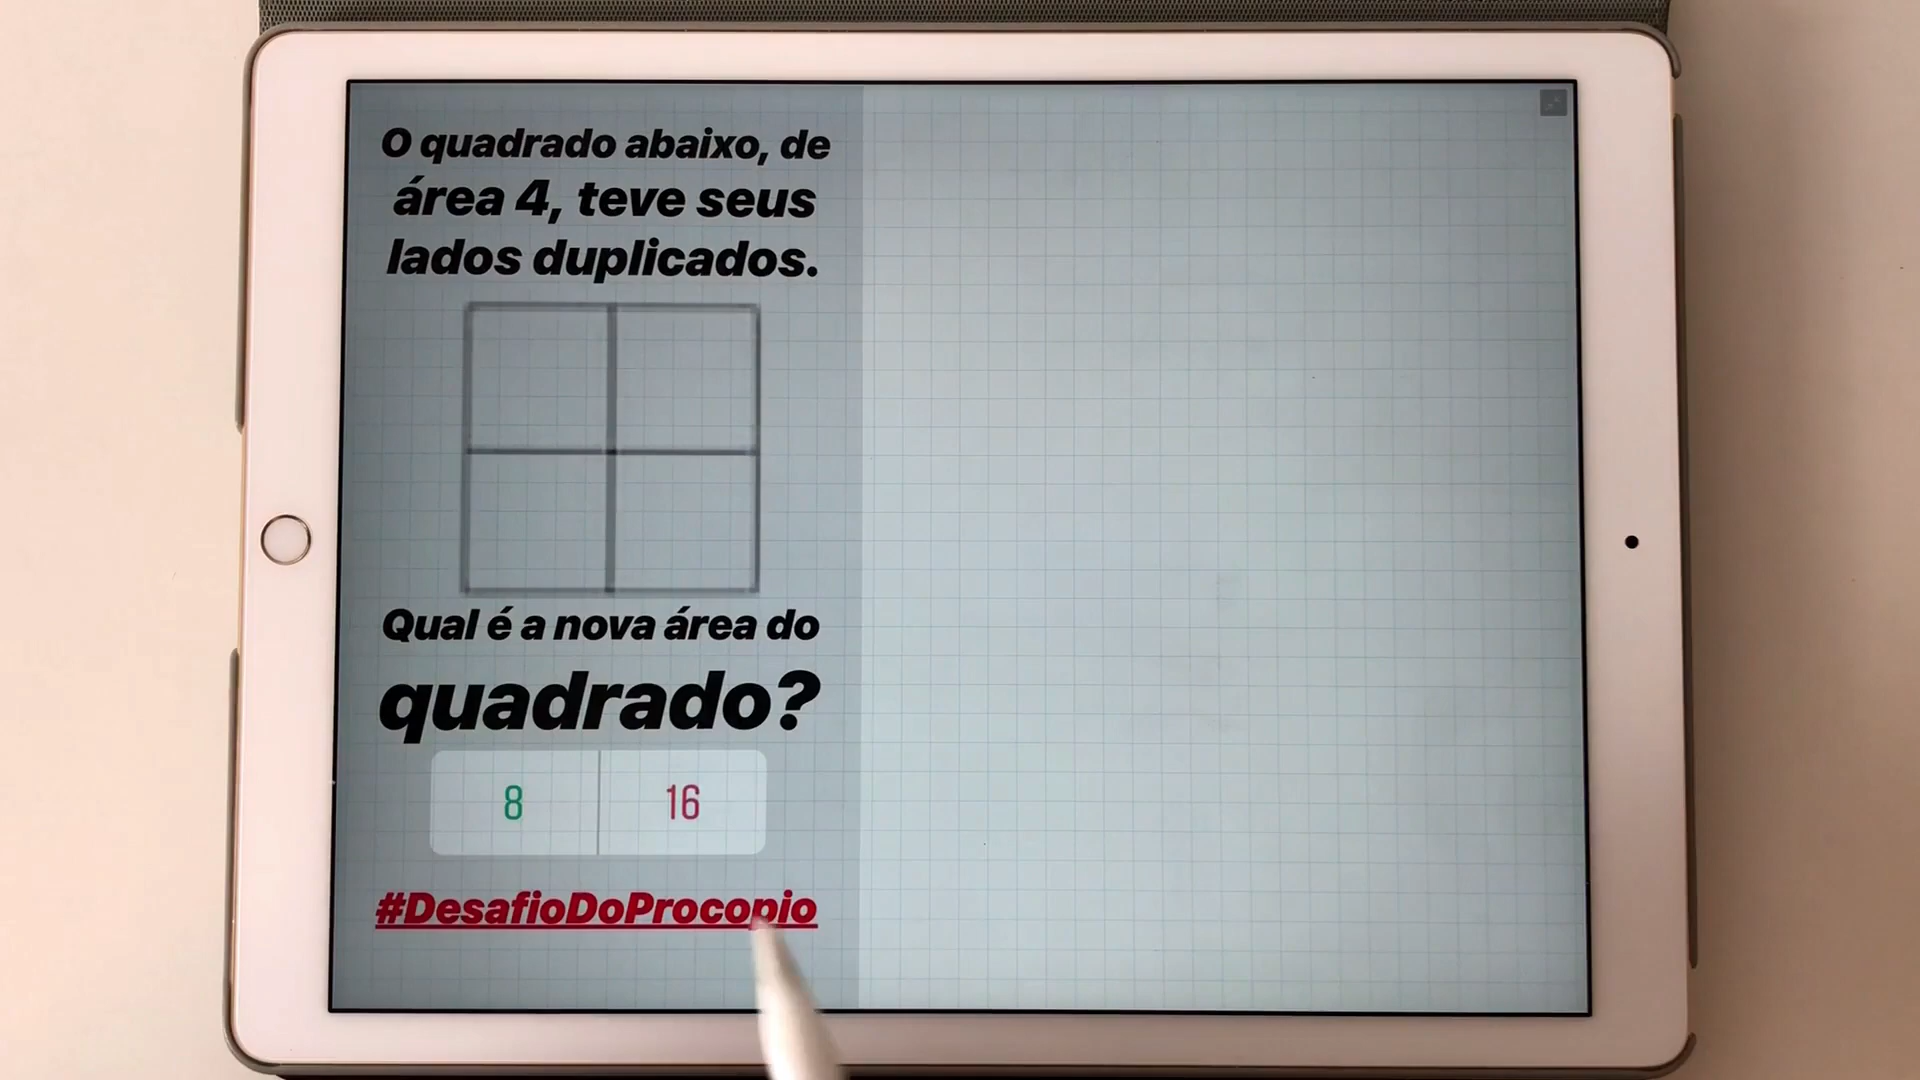 O quadrado abaixo, de
área 4, teve seus
lados duplicados.
Qual é a nova área do
quadrado?
8 16
#DesafioDoProcopio